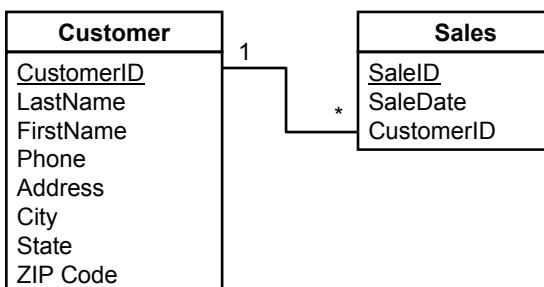 Customer
CustomerID
LastName
FirstName
Phone
Address
City
State
ZIP Code
1
*
Sales
SaleID
SaleDate
CustomerID